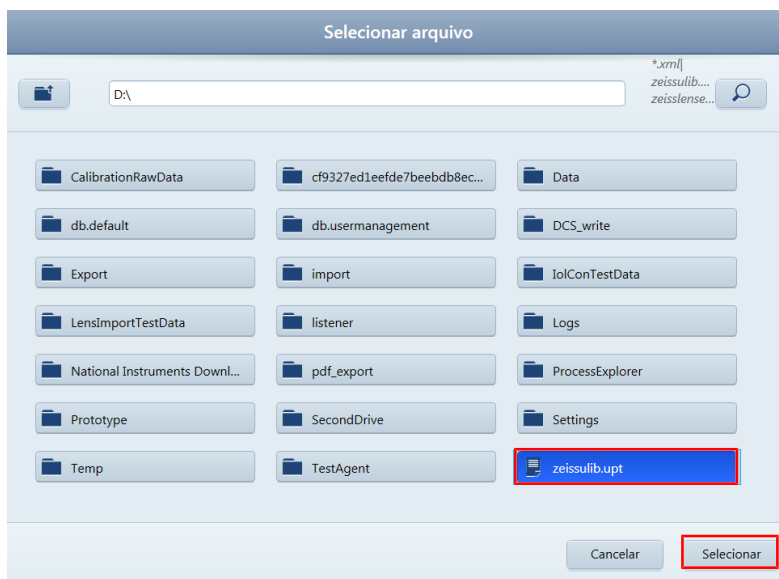 Selecionar arquivo
*.xml|
zeissulib....
zeisslense...
D:\
CalibrationRawData
cf9327ed1eefde7beebdb8ec...
Data
db.default
db.usermanagement
DCS_write
Export
import
IolConTestData
LensImportTestData
listener
Logs
National Instruments Downl...
pdf_export
ProcessExplorer
Prototype
SecondDrive
Settings
Temp
TestAgent
zeissulib.upt
Cancelar
Selecionar